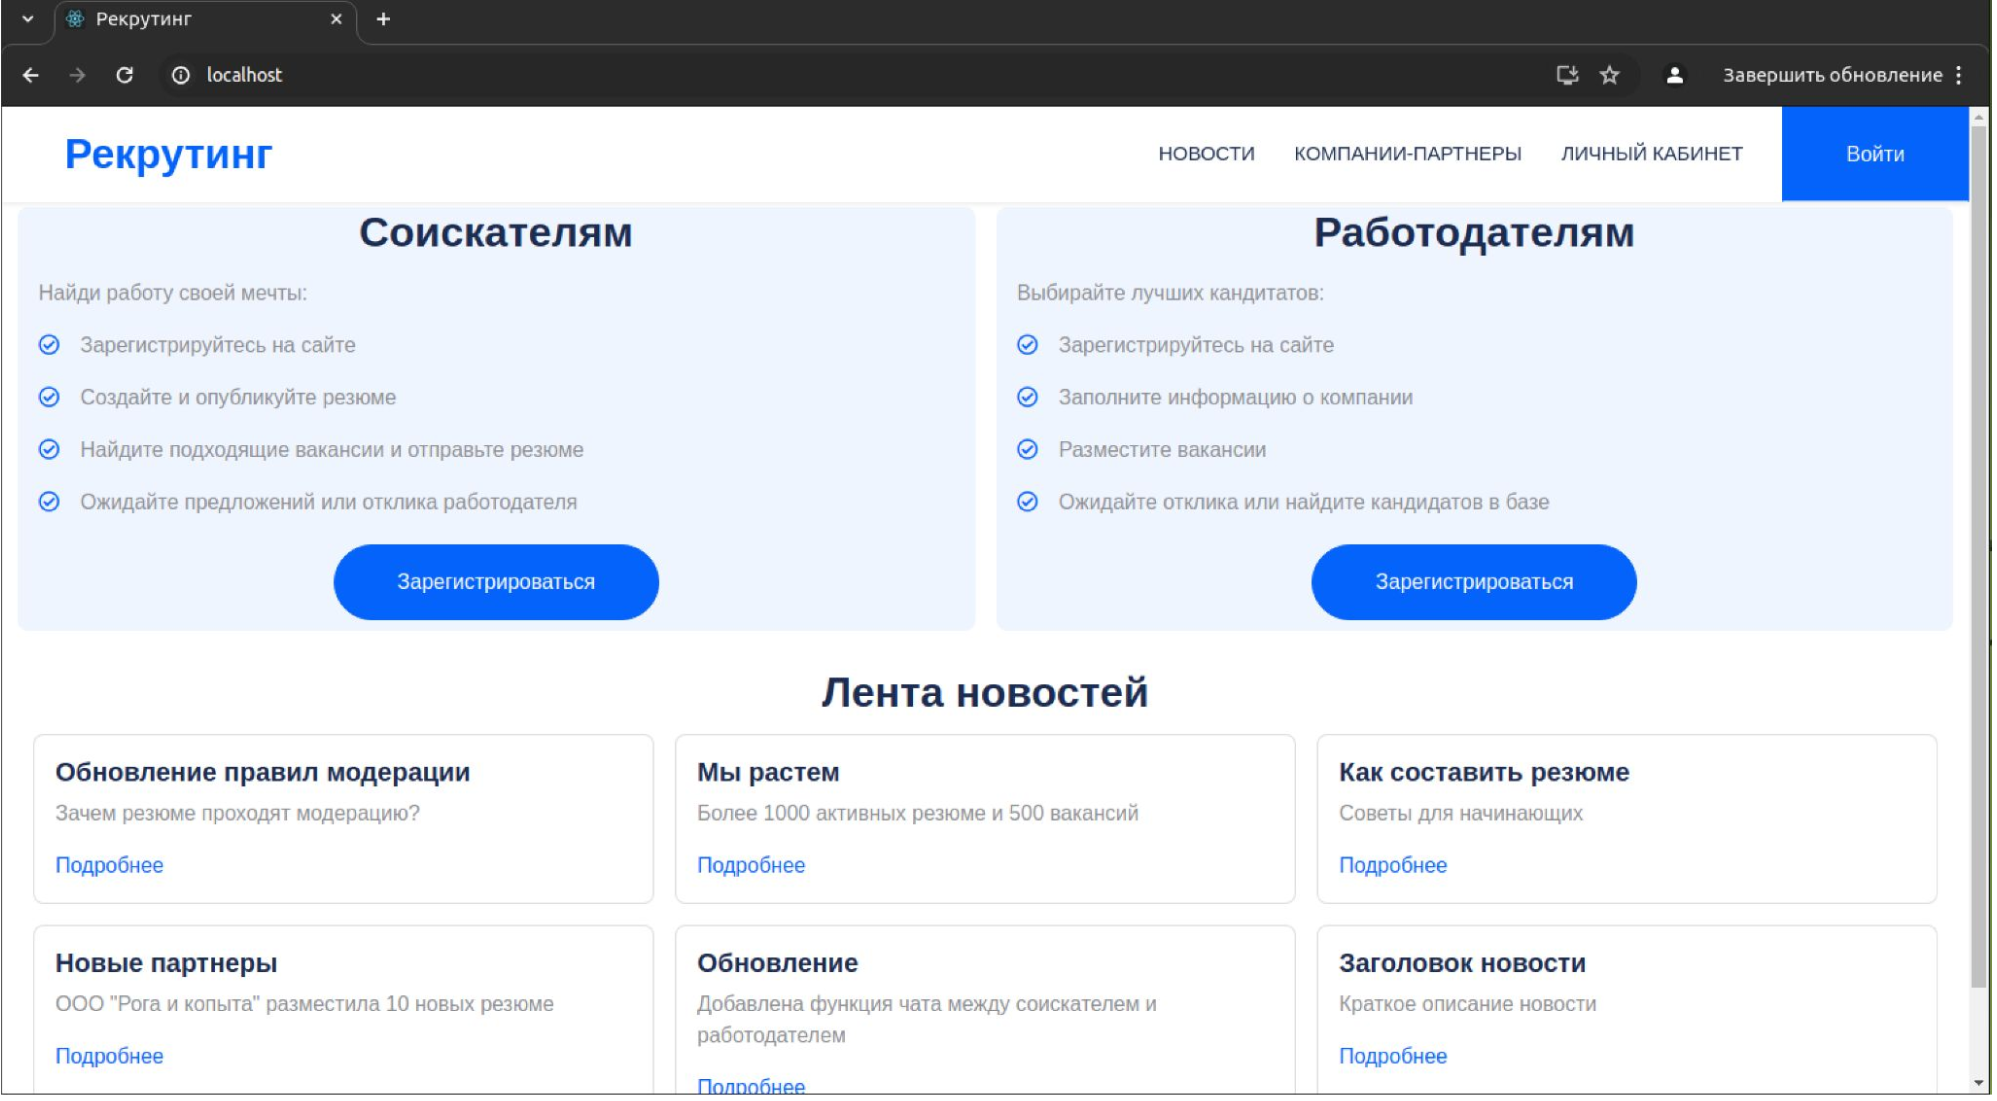 Рекрутинг
localhost
Завершить обновление
Рекрутинг
НОВОСТИ
КОМПАНИИ-ПАРТНЕРЫ
ЛИЧНЫЙ КАБИНЕТ
Войти
Соискателям
Найди работу своей мечты:
Зарегистрируйтесь на сайте
Создайте и опубликуйте резюме
Найдите подходящие вакансии и отправьте резюме
Ожидайте предложений или отклика работодателя
Зарегистрироваться
Работодателям
Выбирайте лучших кандитатов:
Зарегистрируйтесь на сайте
Заполните информацию о компании
Разместите вакансии
Ожидайте отклика или найдите кандидатов в базе
Зарегистрироваться
Лента новостей
Обновление правил модерации
Зачем резюме проходят модерацию?
Подробнее
Мы растем
Более 1000 активных резюме и 500 вакансий
Подробнее
Как составить резюме
Советы для начинающих
Подробнее
Новые партнеры
ООО "Рога и копыта" разместила 10 новых резюме
Подробнее
Обновление
Добавлена функция чата между соискателем и
работодателем
Подробнее
Заголовок новости
Краткое описание новости
Подробнее